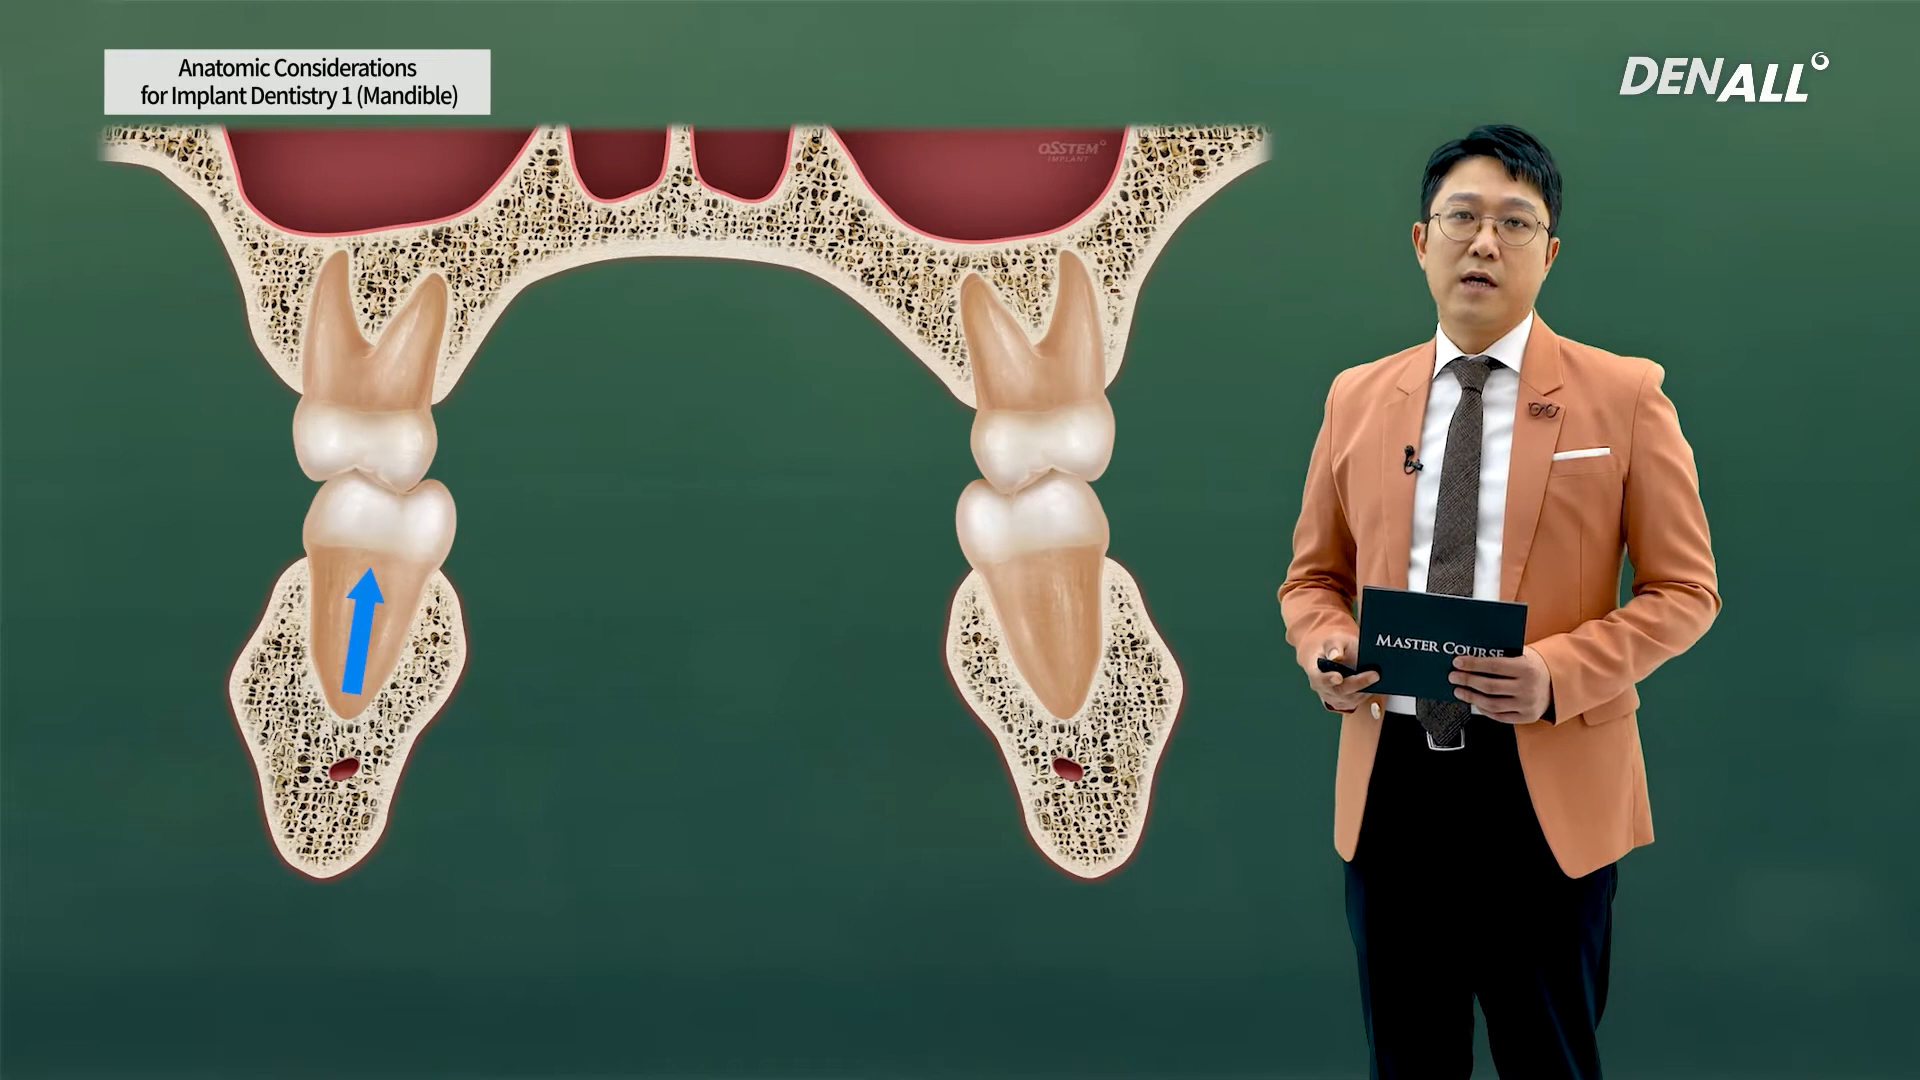 Anatomic Considerations
for Implant Dentistry 1 (Mandible)
DENALL
OSSTEM
IMPLANT
MASTER COURSE